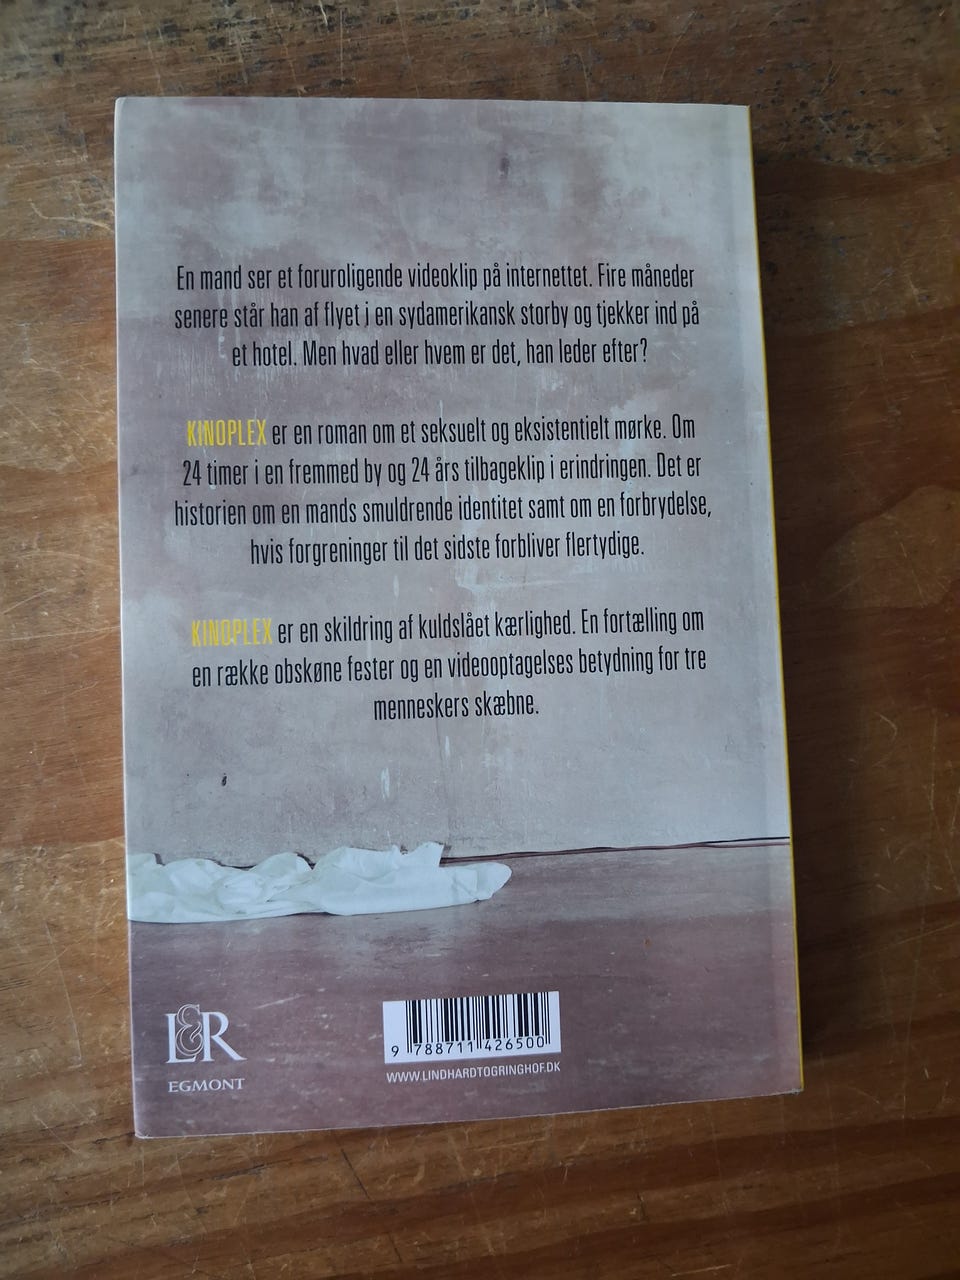 En mand ser et foruroligende videoklip på internettet. Fire måneder
senere står han af flyet i en sydamerikansk storby og tjekker ind på
et hotel. Men hvad eller hvem er det, han leder efter?
KINOPLEX er en roman om et seksuelt og eksistentielt mørke. Om
24 timer i en fremmed by og 24 års tilbageklip i erindringen. Det er
historien om en mands smuldrende identitet samt om en forbrydelse,
hvis forgreninger til det sidste forbliver flertydige.
KINOPLEX er en skildring af kuldslået kærlighed. En fortælling om
en række obskøne fester og en videooptagelses betydning for tre
menneskers skæbne.
L&R
EGMONT
9 788711 426500
WWW.LINDHARDTOGRINGHOF.DK